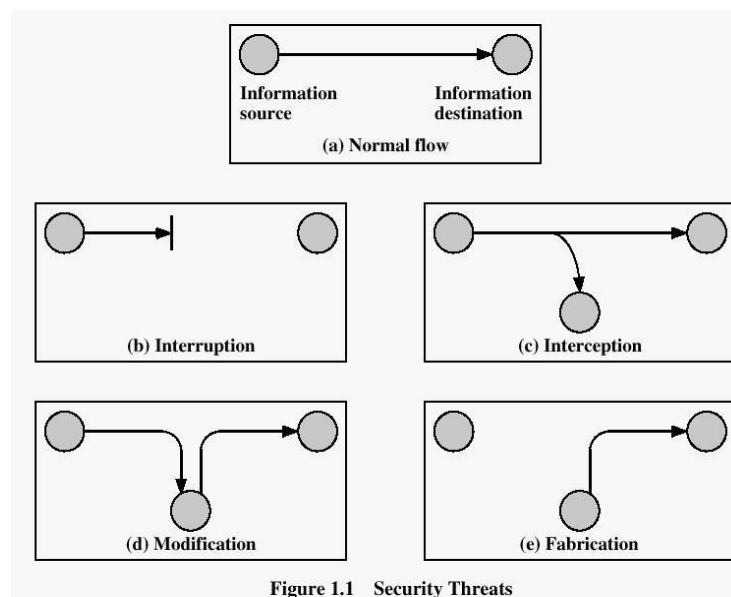 Information
source
Information
destination
(a) Normal flow
(b) Interruption
(c) Interception
(d) Modification
(e) Fabrication
Figure 1.1 Security Threats